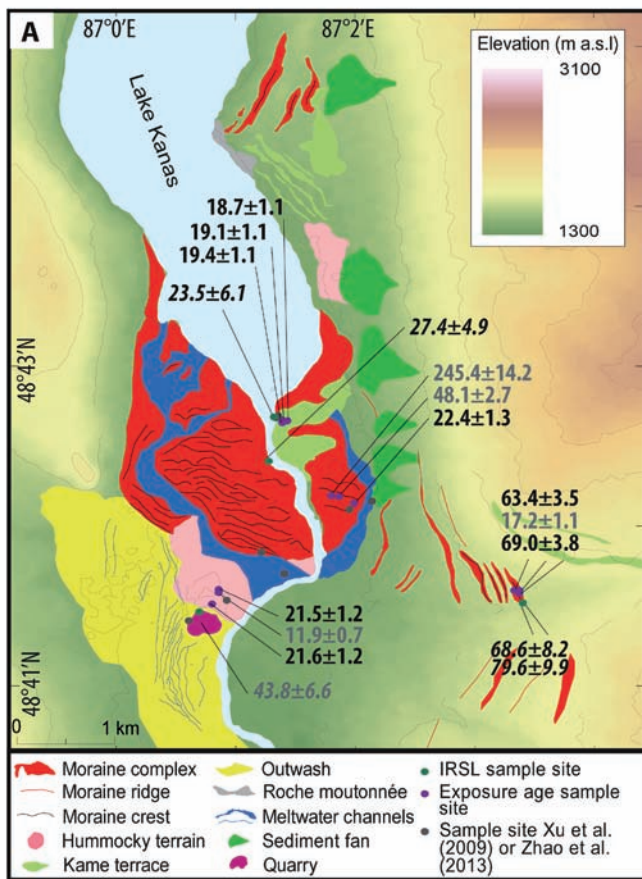 A
87°0'E
87°2'E
Elevation (m a.s.l)
3100
1300
Lake Kanas
18.7±1.1
19.1±1.1
19.4±1.1
23.5±6.1
27.4±4.9
48°43'N
245.4±14.2
48.1±2.7
22.4±1.3
63.4±3.5
17.2±1.1
69.0±3.8
21.5±1.2
11.9±0.7
21.6±1.2
68.6±8.2
79.6±9.9
48°41'N
43.8±6.6
0 1 km
Moraine complex
Moraine ridge
Moraine crest
Hummocky terrain
Kame terrace
Outwash
Roche moutonnée
Meltwater channels
Sediment fan
Quarry
IRSL sample site
Exposure age sample
site
Sample site Xu et al.
(2009) or Zhao et al.
(2013)